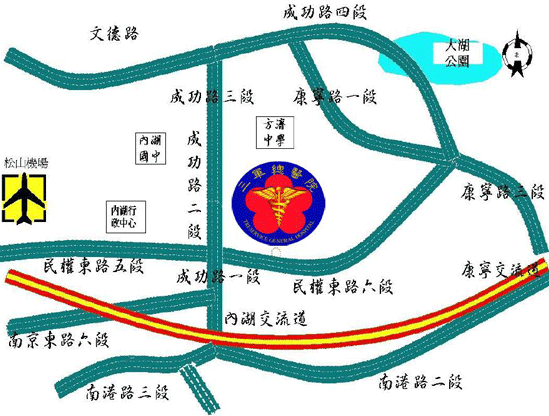 成功路四段
文德路
大湖
公園
北
成功路三段
康寧路一段
方濟
中學
內湖
國中
成功路二段
松山機場
三軍總醫院
TRI-SERVICE GENERAL HOSPITAL
康寧路三段
內湖行
政中心
民權東路五段
成功路一段
民權東路六段
康寧交流道
內湖交流道
南京東路六段
南港路三段
南港路二段